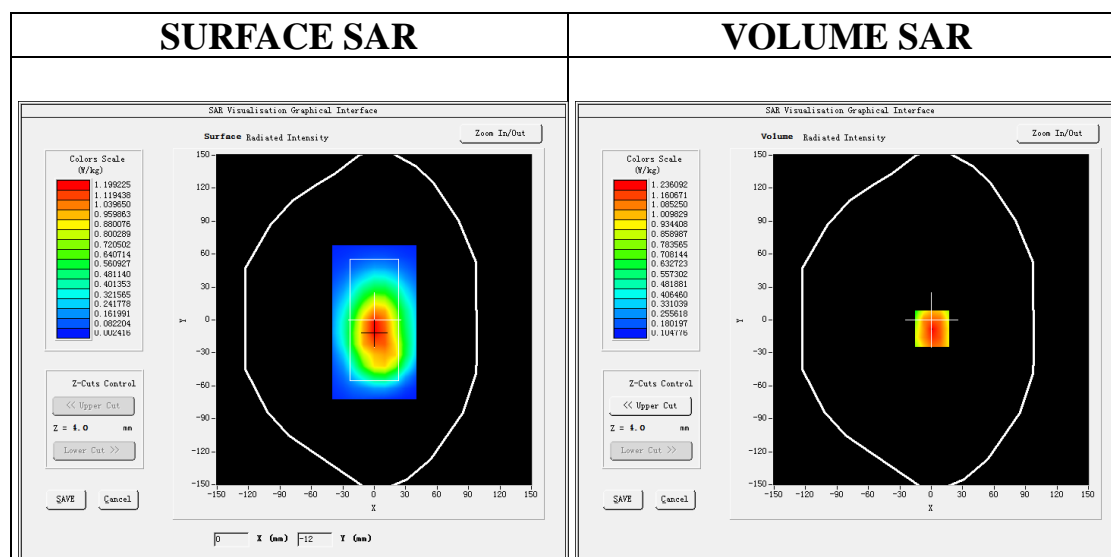 SURFACE SAR
VOLUME SAR
SAR Visualisation Graphical Interface
Surface Radiated Intensity
Zoom In/Out
Colors Scale
(W/kg)
1.199225
1.119438
1.039650
0.959863
0.880076
0.800289
0.720502
0.640714
0.560927
0.481140
0.401353
0.321565
0.241778
0.161991
0.082204
0.002416
150
120
90
60
30
0
-30
-60
-90
-120
-150
Y
-150 -120 -90 -60 -30 0 30 60 90 120 150
X
Z-Cuts Control
<< Upper Cut
Z = 4.0 mm
Lower Cut >>
SAVE Cancel
0 X (mm) -12 Y (mm)
SAR Visualisation Graphical Interface
Volume Radiated Intensity
Zoom In/Out
Colors Scale
(W/kg)
1.236092
1.160671
1.085250
1.009829
0.934408
0.858987
0.783565
0.708144
0.632723
0.557302
0.481881
0.406460
0.331039
0.255618
0.180197
0.104776
150
120
90
60
30
0
-30
-60
-90
-120
-150
Y
-150 -120 -90 -60 -30 0 30 60 90 120 150
X
Z-Cuts Control
<< Upper Cut
Z = 4.0 mm
Lower Cut >>
SAVE Cancel